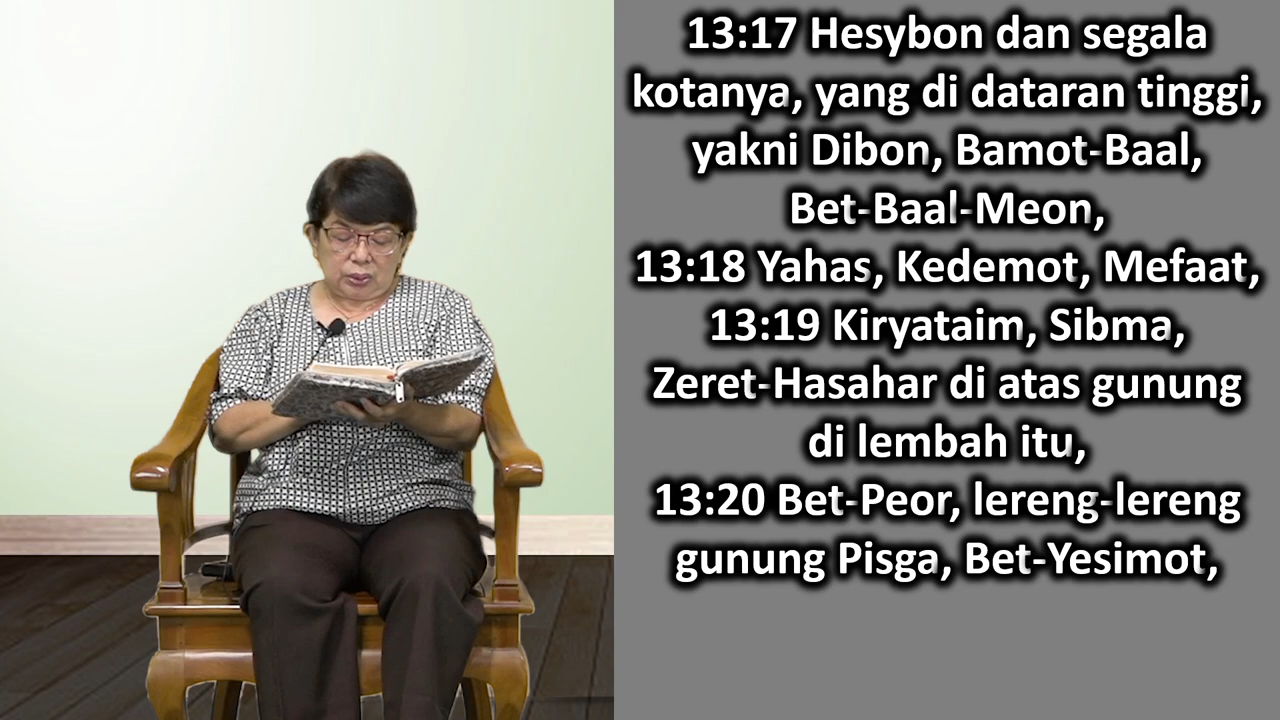 13:17 Hesybon dan segala
kotanya, yang di dataran tinggi,
yakni Dibon, Bamot-Baal,
Bet-Baal-Meon,
13:18 Yahas, Kedemot, Mefaat,
13:19 Kiryataim, Sibma,
Zeret-Hasahar di atas gunung
di lembah itu,
13:20 Bet-Peor, lereng-lereng
gunung Pisga, Bet-Yesimot,